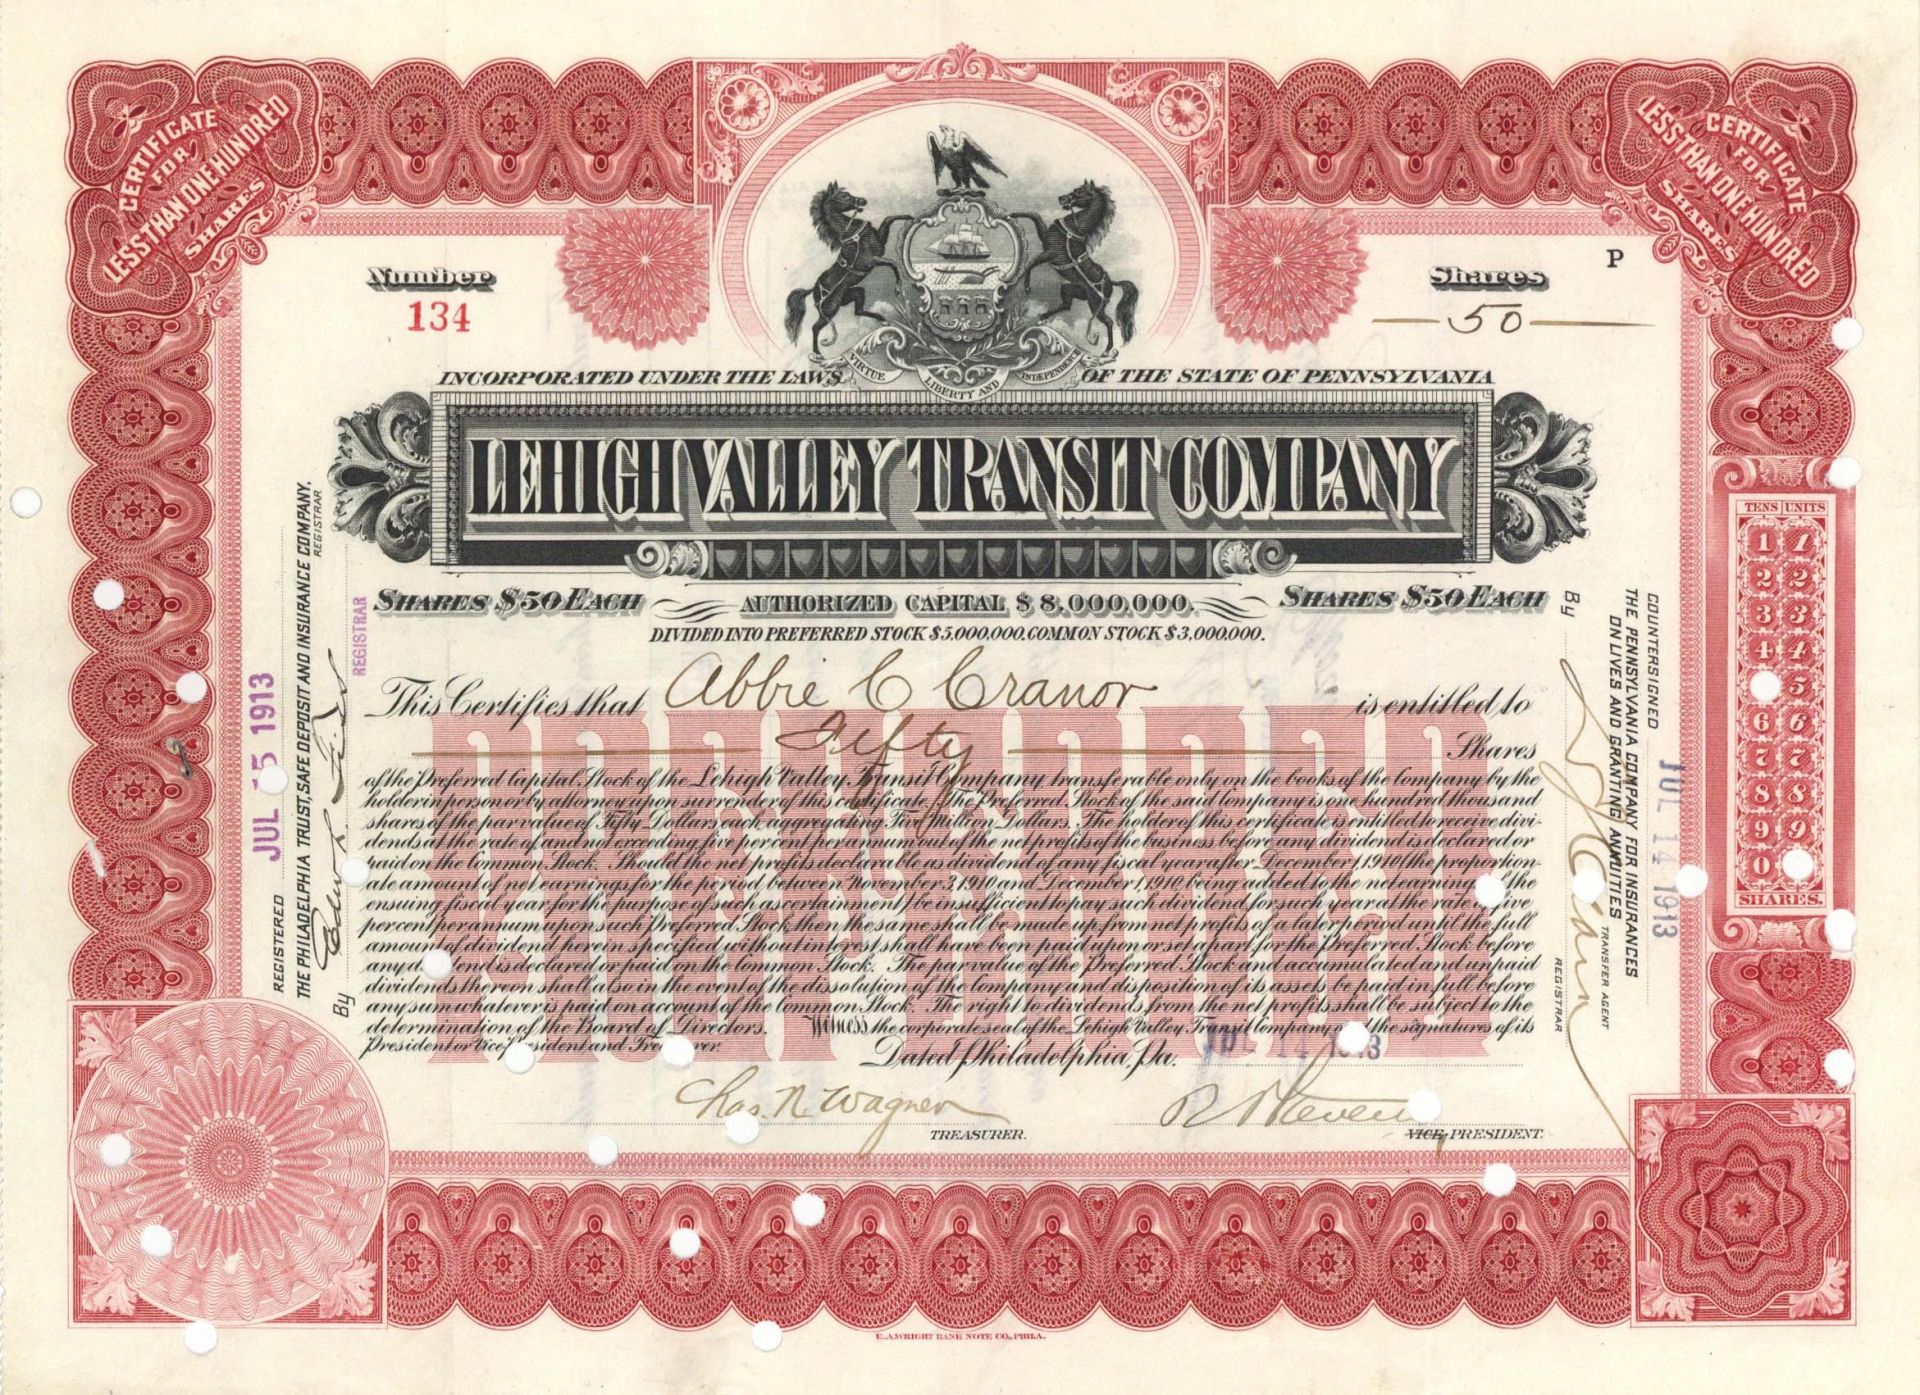 CERTIFICATE
FOR
LESS THAN ONE HUNDRED
SHARES
CERTIFICATE
FOR
LESS THAN ONE HUNDRED
SHARES
Number
134
Shares
P
50
VIRTUE LIBERTY AND INDEPENDENCE
INCORPORATED UNDER THE LAWS OF THE STATE OF PENNSYLVANIA
LEHIGH VALLEY TRANSIT COMPANY
SHARES $50 EACH AUTHORIZED CAPITAL $8,000,000. SHARES $50 EACH
DIVIDED INTO PREFERRED STOCK $5,000,000. COMMON STOCK $3,000,000.
This Certifies that Abbie C Cranor is entitled to
Fifty Shares
PREFERRED
CAPITAL
of the Preferred Capital Stock of the Lehigh Valley Transit Company transferable only on the books of the Company by the
holder in person or by attorney upon surrender of this certificate. The Preferred Stock of the said Company is one hundred thousand
shares of the par value of Fifty Dollars each, aggregating Five Million Dollars. The holder of this certificate is entitled to receive divi-
dends at the rate of and not exceeding five per cent per annum out of the net profits of the business before any dividend is declared or
paid on the Common Stock. Should the net profits declarable as dividend of any fiscal year after December 1, 1910 (the proportion-
ate amount of net earnings for the period between November 3, 1910 and December 1, 1910 being added to the net earnings of the
ensuing fiscal year for the purpose of such ascertainment) be insufficient to pay such dividend for such year at the rate of five
per cent per annum upon such Preferred Stock then the same shall be made up from net profits of a later period until the full
amount of dividend herein specified without interest shall have been paid upon or set apart for the Preferred Stock before
any dividend is declared or paid on the Common Stock. The par value of the Preferred Stock and accumulated and unpaid
dividends thereon shall also in the event of the dissolution of the Company and disposition of its assets be paid in full before
any sum whatever is paid on account of the Common Stock. The right to dividends from the net profits shall be subject to the
determination of the Board of Directors. Witness the corporate seal of the Lehigh Valley Transit Company and the signatures of its
President or Vice President and Treasurer.
Dated Philadelphia, Pa. JUL 14 1913
Chas. N. Wagner
TREASURER.
VICE-PRESIDENT.
REGISTERED
JUL 15 1913
THE PHILADELPHIA TRUST, SAFE DEPOSIT AND INSURANCE COMPANY,
REGISTRAR
By
REGISTRAR
COUNTERSIGNED JUL 14 1913
THE PENNSYLVANIA COMPANY FOR INSURANCES
ON LIVES AND GRANTING ANNUITIES
TRANSFER AGENT
By
REGISTRAR
TENS UNITS
1 1
2 2
3 3
4 4
5
6 6
7 7
8 8
9 9
0
SHARES.
E.A. WRIGHT BANK NOTE CO., PHILA.